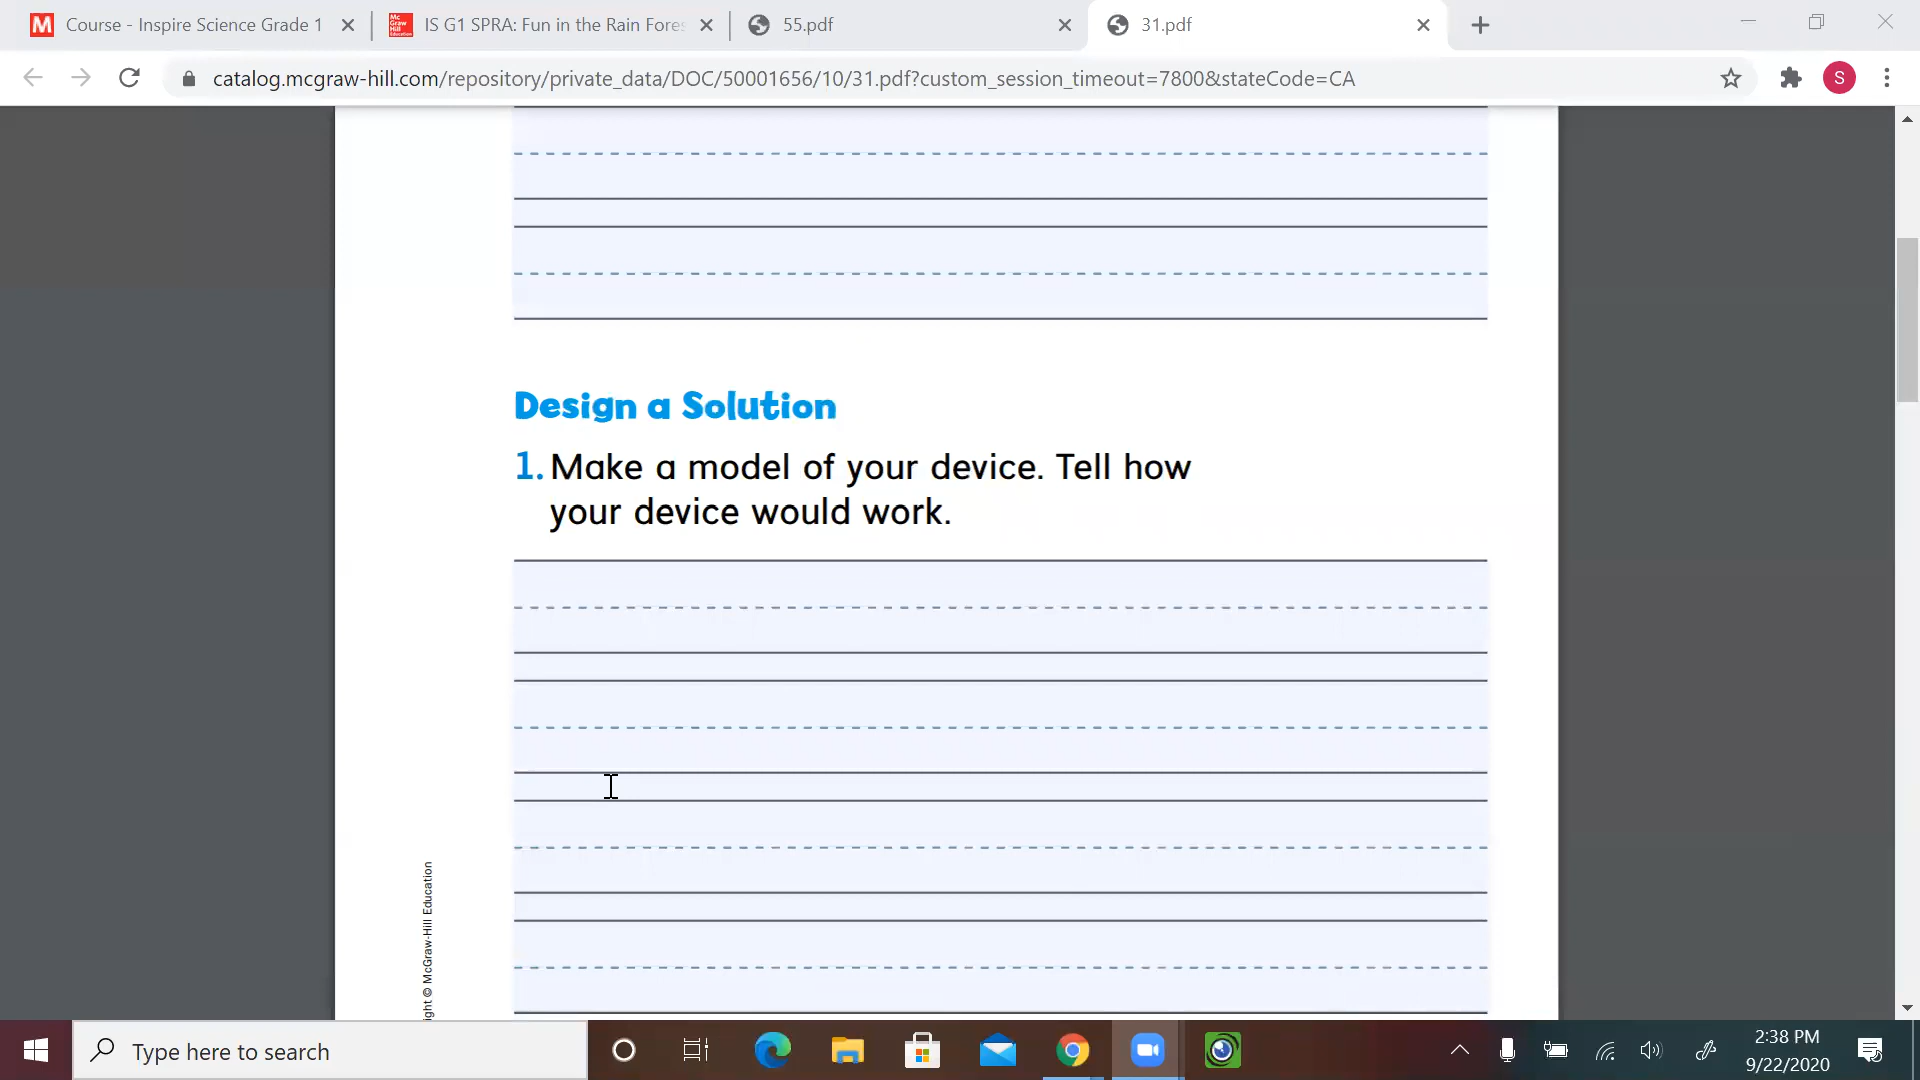 Course - Inspire Science Grade 1
IS G1 SPRA: Fun in the Rain Fores
55.pdf
31.pdf
catalog.mcgraw-hill.com/repository/private_data/DOC/50001656/10/31.pdf?custom_session_timeout=7800&stateCode=CA
S
Design a Solution
1. Make a model of your device. Tell how
your device would work.
ight © McGraw-Hill Education
Type here to search
2:38 PM
9/22/2020